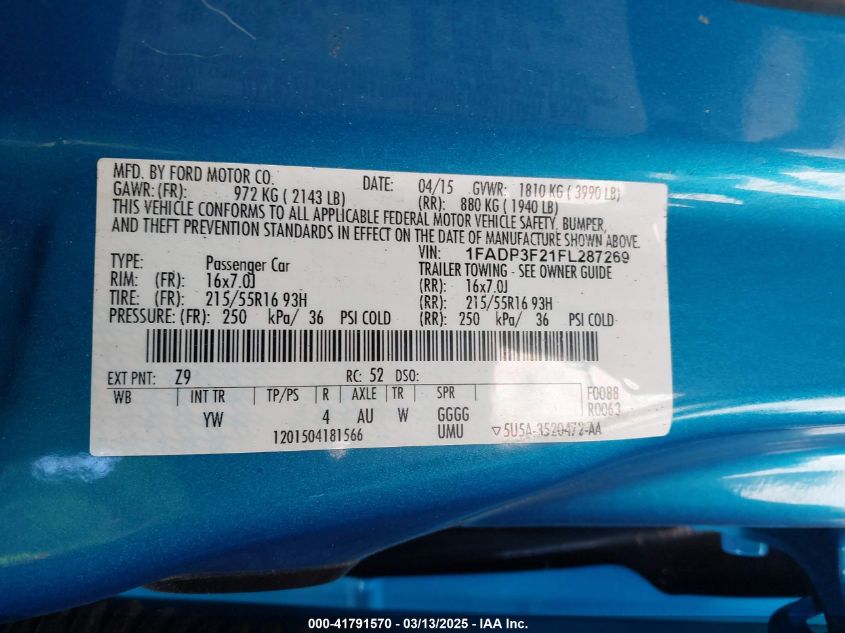 MFD. BY FORD MOTOR CO. DATE: 04/15 GVWR: 1810 KG ( 3990 LB)
GAWR: (FR): 972 KG ( 2143 LB) (RR): 880 KG ( 1940 LB)
THIS VEHICLE CONFORMS TO ALL APPLICABLE FEDERAL MOTOR VEHICLE SAFETY, BUMPER,
AND THEFT PREVENTION STANDARDS IN EFFECT ON THE DATE OF MANUFACTURE SHOWN ABOVE.
VIN: 1FADP3F21FL287269
TYPE: Passenger Car TRAILER TOWING - SEE OWNER GUIDE
RIM: (FR): 16x7.0J (RR): 16x7.0J
TIRE: (FR): 215/55R16 93H (RR): 215/55R16 93H
PRESSURE: (FR): 250 kPa/ 36 PSI COLD (RR): 250 kPa/ 36 PSI COLD
EXT PNT: Z9 RC: 52 DSO:
WB INT TR TP/PS R AXLE TR SPR F0088
YW 4 AU W GGGG R0063
1201504181566 UMU ▽5U5A-3520472-AA
000-41791570 — 03/13/2025 — IAA Inc.